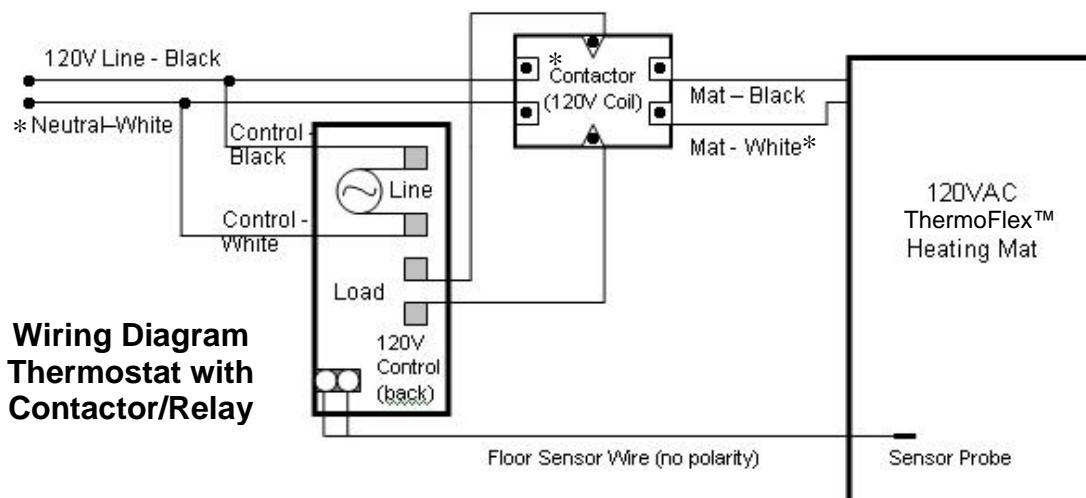 120V Line - Black
* Neutral–White
Control -
Black
Control -
White
Line
Load
120V
Control
(back)
*
Contactor
(120V Coil)
Mat – Black
Mat - White*
120VAC
ThermoFlex™
Heating Mat
Wiring Diagram
Thermostat with
Contactor/Relay
Floor Sensor Wire (no polarity)
Sensor Probe